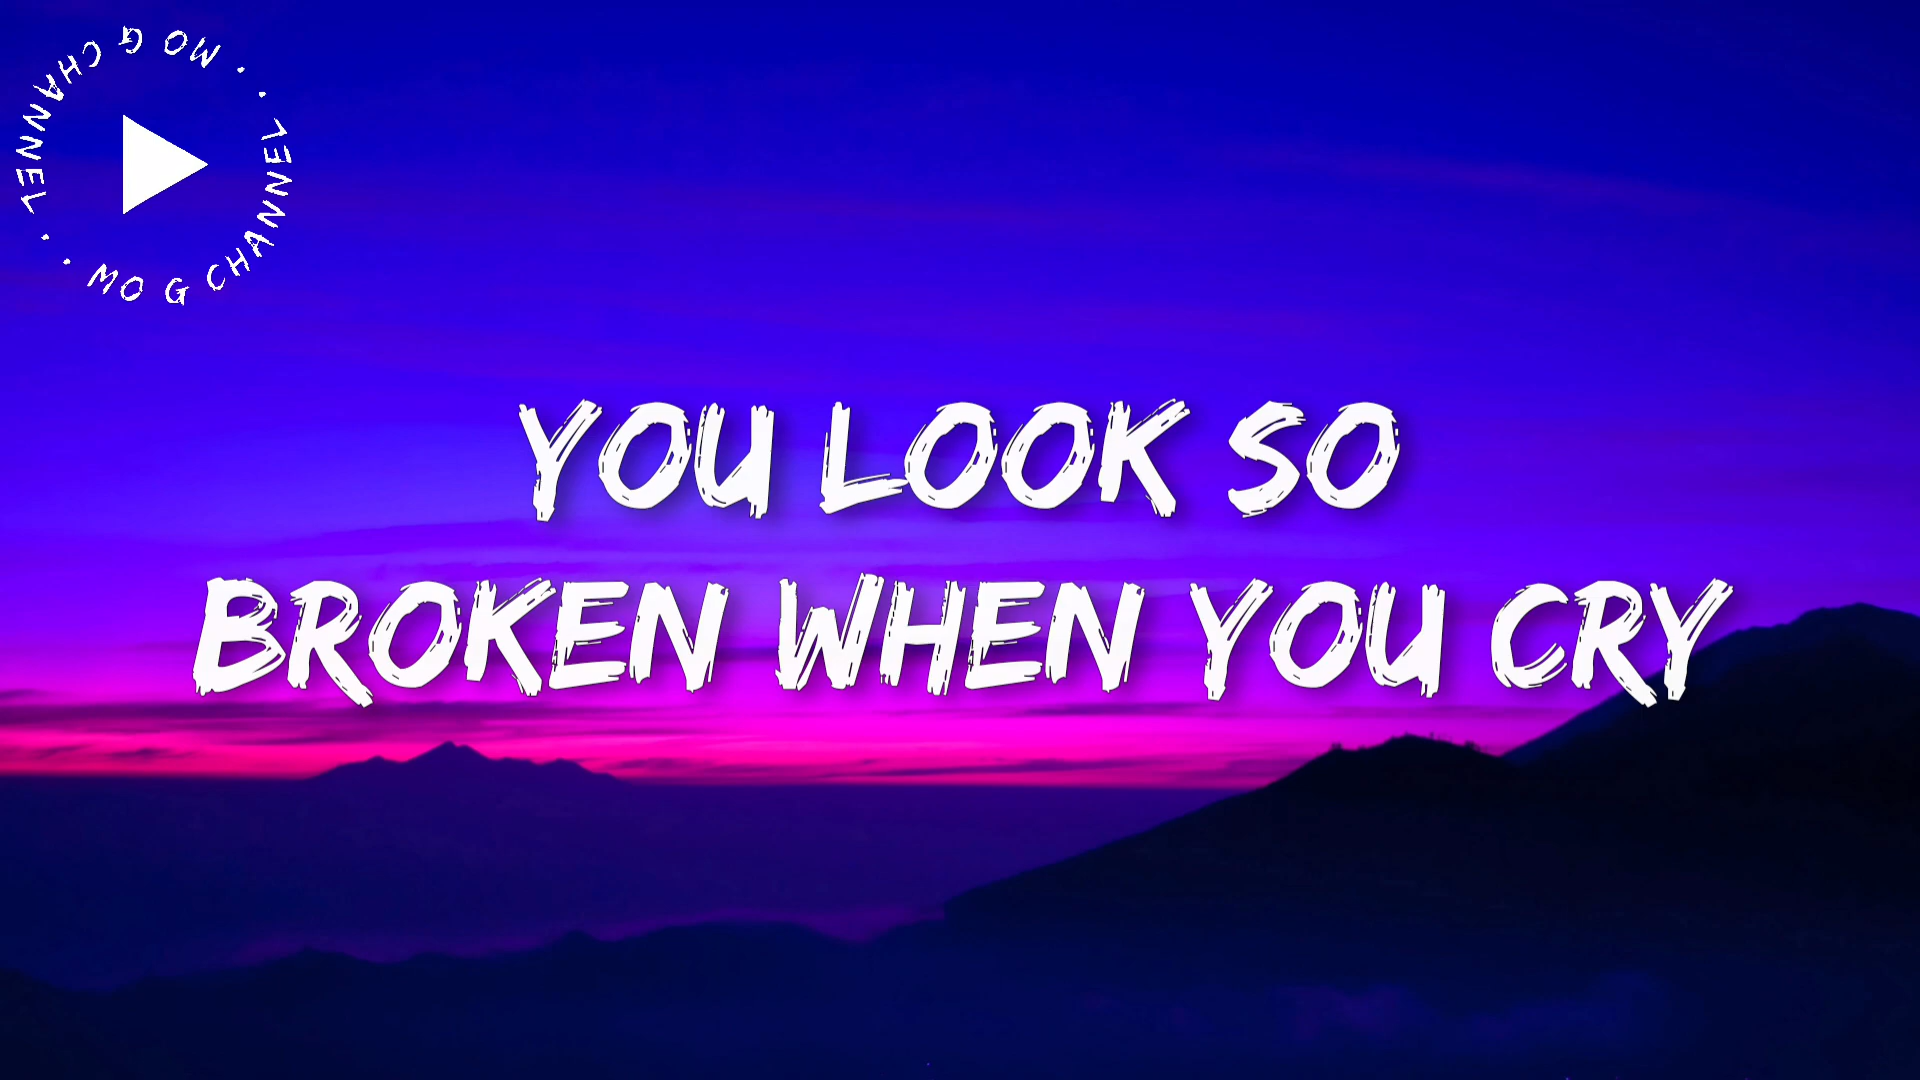 MO G CHANNEL . .
MO G CHANNEL . .
YOU LOOK SO
BROKEN WHEN YOU CRY